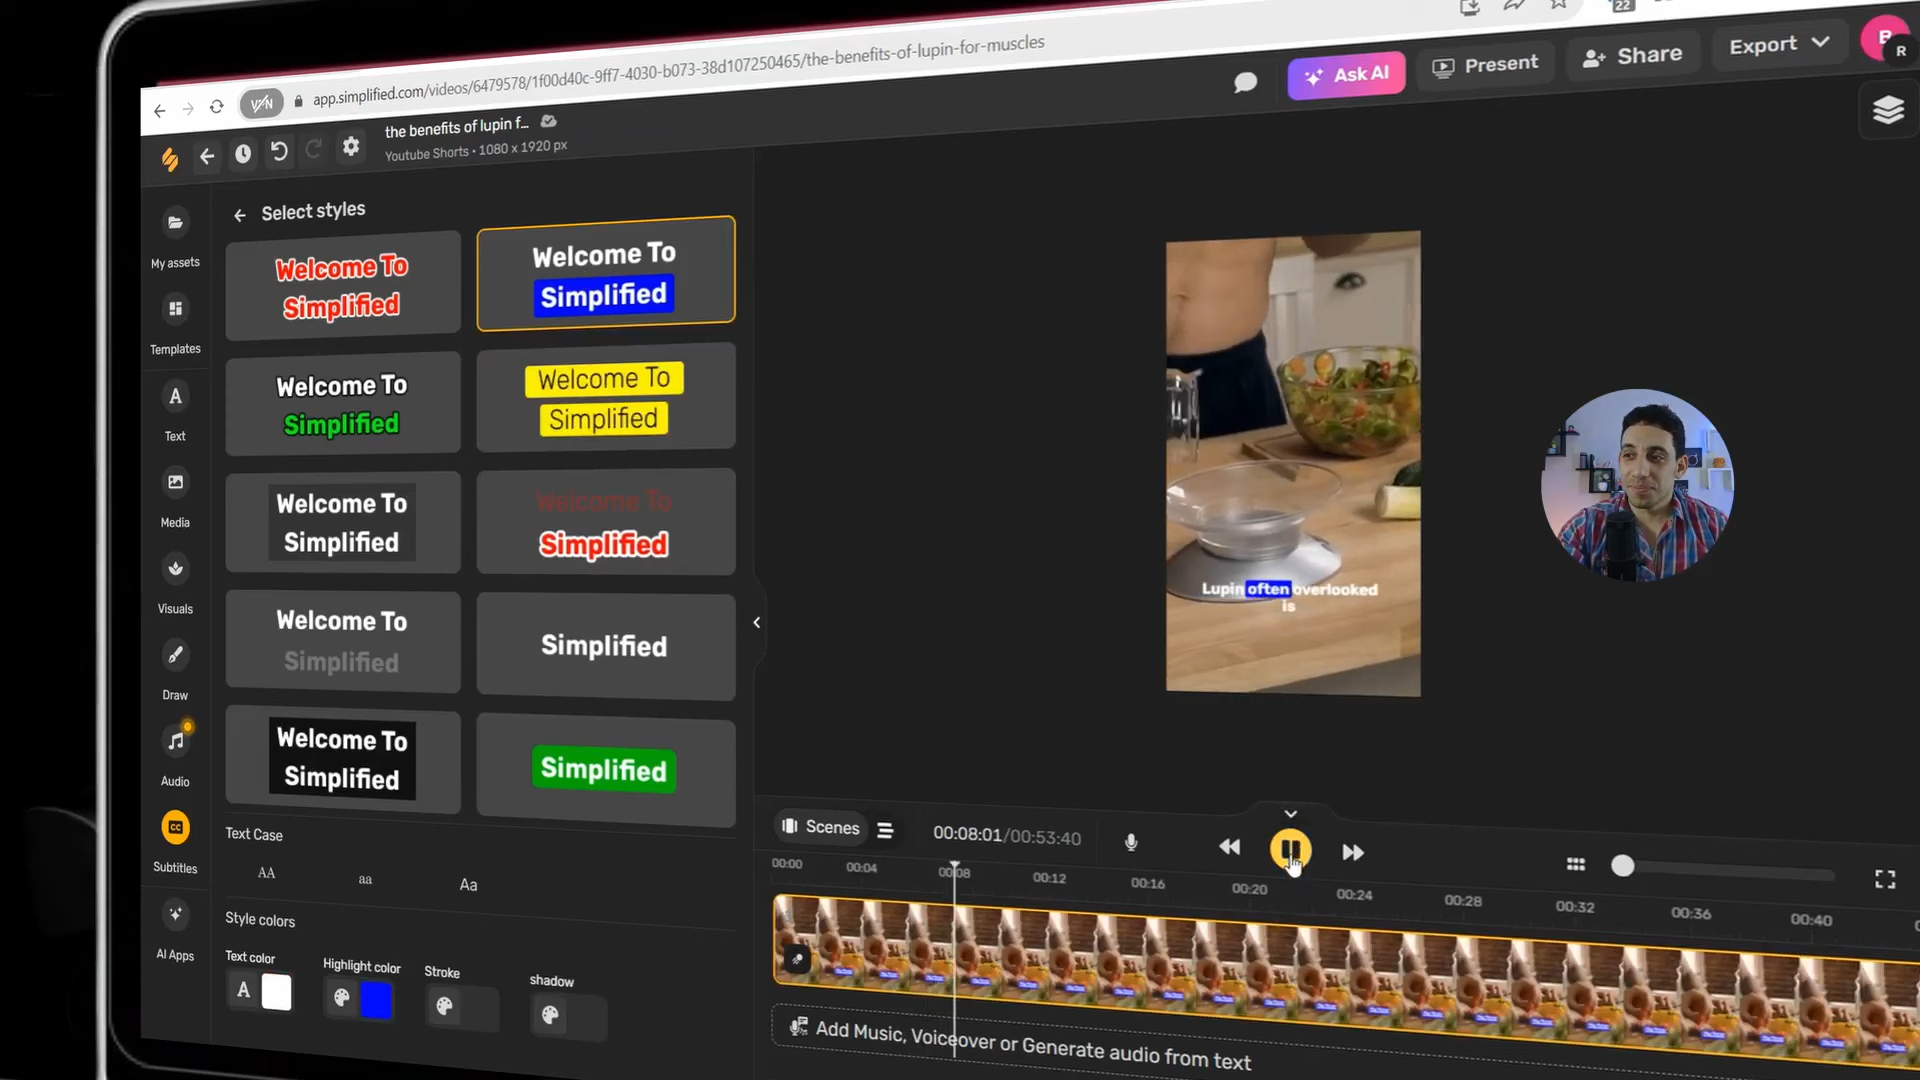 22
app.simplified.com/videos/6479578/1f00d40c-9ff7-4030-b073-38d107250465/the-benefits-of-lupin-for-muscles
VPN
the benefits of lupin f...
Youtube Shorts • 1080 x 1920 px
Ask AI
Present
Share
Export
R
My assets
Templates
Text
Media
Visuals
Draw
Audio
CC
Subtitles
AI Apps
Select styles
Welcome To
Simplified
Welcome To
Simplified
Welcome To
Simplified
Welcome To
Simplified
Welcome To
Simplified
Welcome To
Simplified
Welcome To
Simplified
Simplified
Welcome To
Simplified
Simplified
Text Case
AA
aa
Aa
Style colors
Text color
Highlight color
Stroke
shadow
A
Lupin often overlooked
is
Scenes
00:08:01/00:53:40
00:00
00:04
00:08
00:12
00:16
00:20
00:24
00:28
00:32
00:36
00:40
Add Music, Voiceover or Generate audio from text